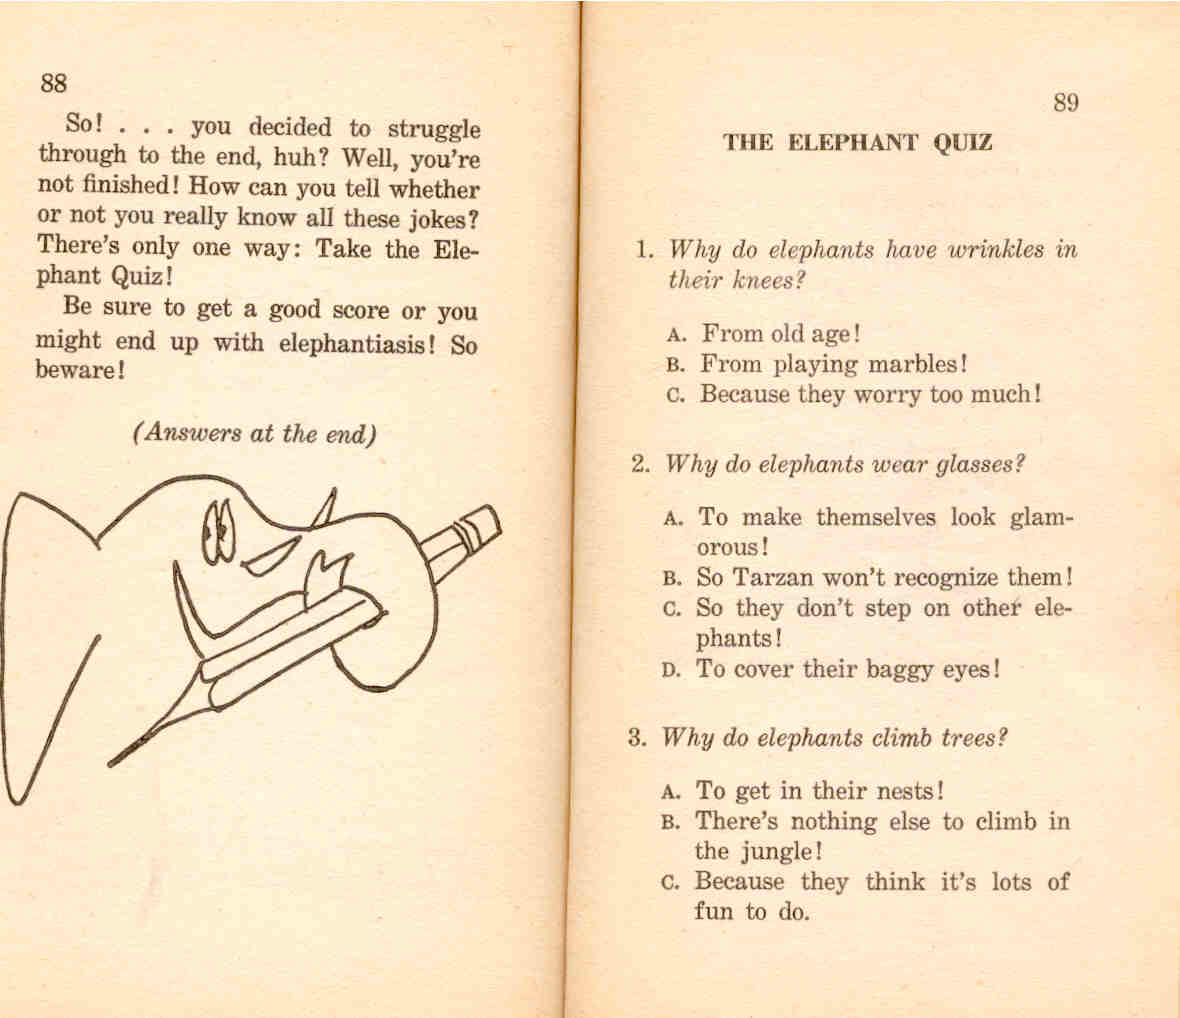 88
So! . . . you decided to struggle
through to the end, huh? Well, you're
not finished! How can you tell whether
or not you really know all these jokes?
There's only one way: Take the Ele-
phant Quiz!
Be sure to get a good score or you
might end up with elephantiasis! So
beware!
(Answers at the end)
89
THE ELEPHANT QUIZ
1. Why do elephants have wrinkles in
their knees?
A. From old age!
B. From playing marbles!
C. Because they worry too much!
2. Why do elephants wear glasses?
A. To make themselves look glam-
orous!
B. So Tarzan won't recognize them!
C. So they don't step on other ele-
phants!
D. To cover their baggy eyes!
3. Why do elephants climb trees?
A. To get in their nests!
B. There's nothing else to climb in
the jungle!
C. Because they think it's lots of
fun to do.